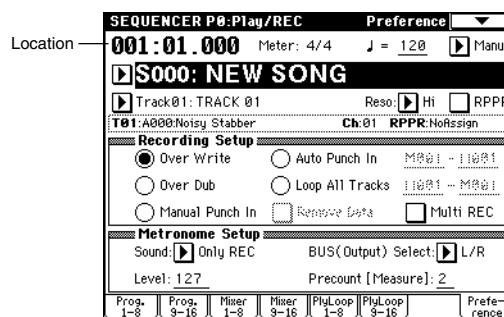 SEQUENCER P0:Play/REC Preference
Location 001:01.000 Meter: 4/4 ♩ = 120 Manu
S000: NEW SONG
Track01: TRACK 01 Reso: Hi RPPR
T01:A000:Noisy Stabber Ch:01 RPPR:NoAssign
Recording Setup
Over Write Auto Punch In M001 - M001
Over Dub Loop All Tracks M001 - M001
Manual Punch In Remove Data Multi REC
Metronome Setup
Sound: Only REC BUS(Output) Select: L/R
Level: 127 Precount [Measure]: 2
Prog. 1-8 Prog. 9-16 Mixer 1-8 Mixer 9-16 PlyLoop 1-8 PlyLoop 9-16 Prefe-rence